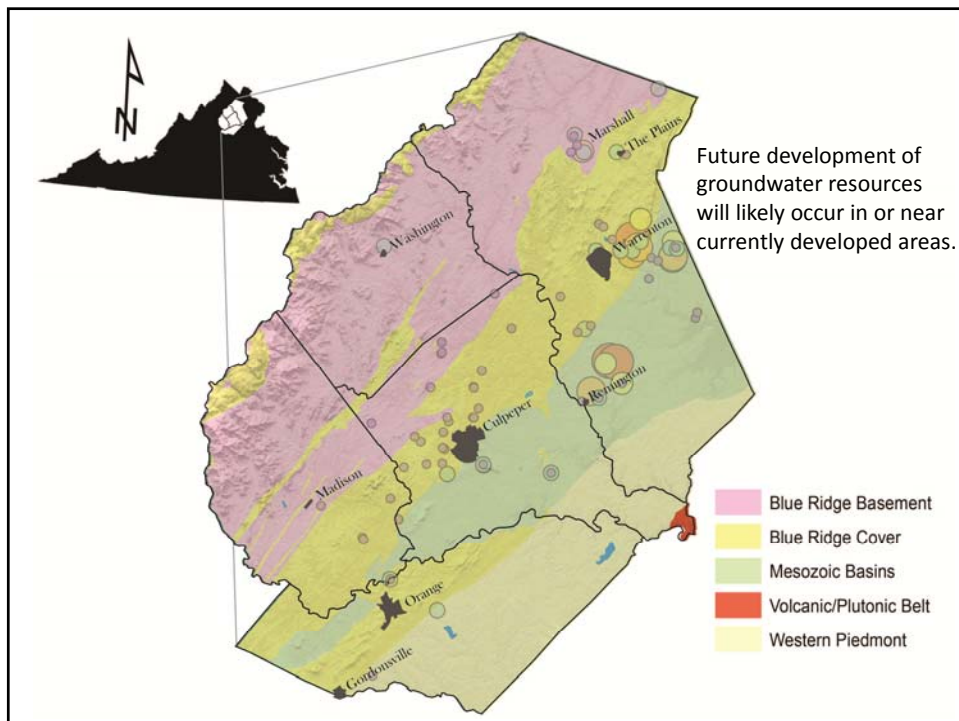 N
Marshall
The Plains
Future development of
groundwater resources
will likely occur in or near
currently developed areas.
Washington
Warrenton
Remington
Culpeper
Madison
Orange
Gordonsville
Blue Ridge Basement
Blue Ridge Cover
Mesozoic Basins
Volcanic/Plutonic Belt
Western Piedmont